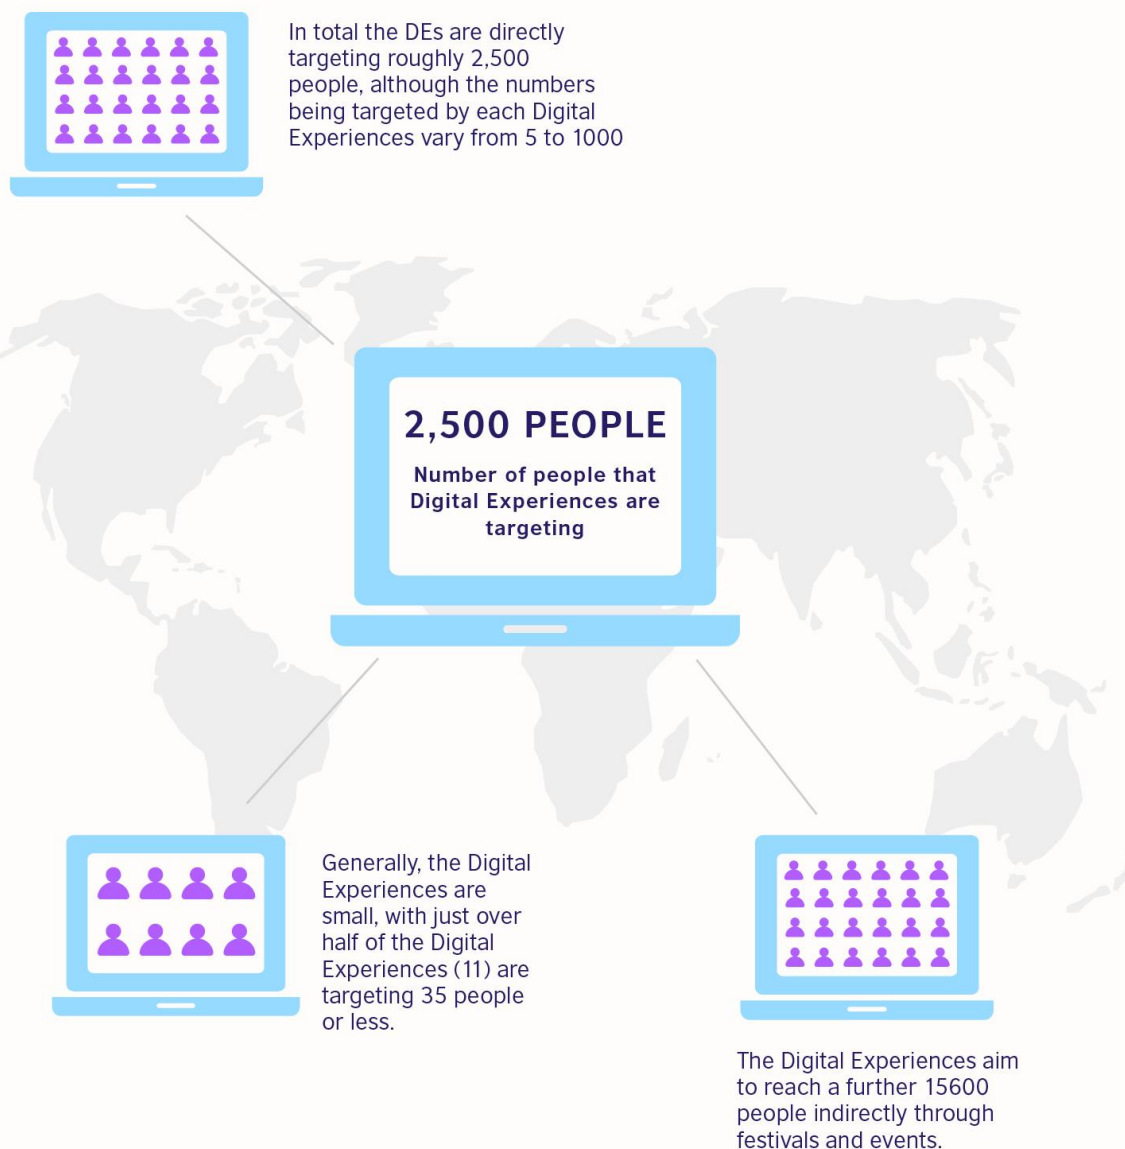 In total the DEs are directly
targeting roughly 2,500
people, although the numbers
being targeted by each Digital
Experiences vary from 5 to 1000
2,500 PEOPLE
Number of people that
Digital Experiences are
targeting
Generally, the Digital
Experiences are
small, with just over
half of the Digital
Experiences (11) are
targeting 35 people
or less.
The Digital Experiences aim
to reach a further 15600
people indirectly through
festivals and events.